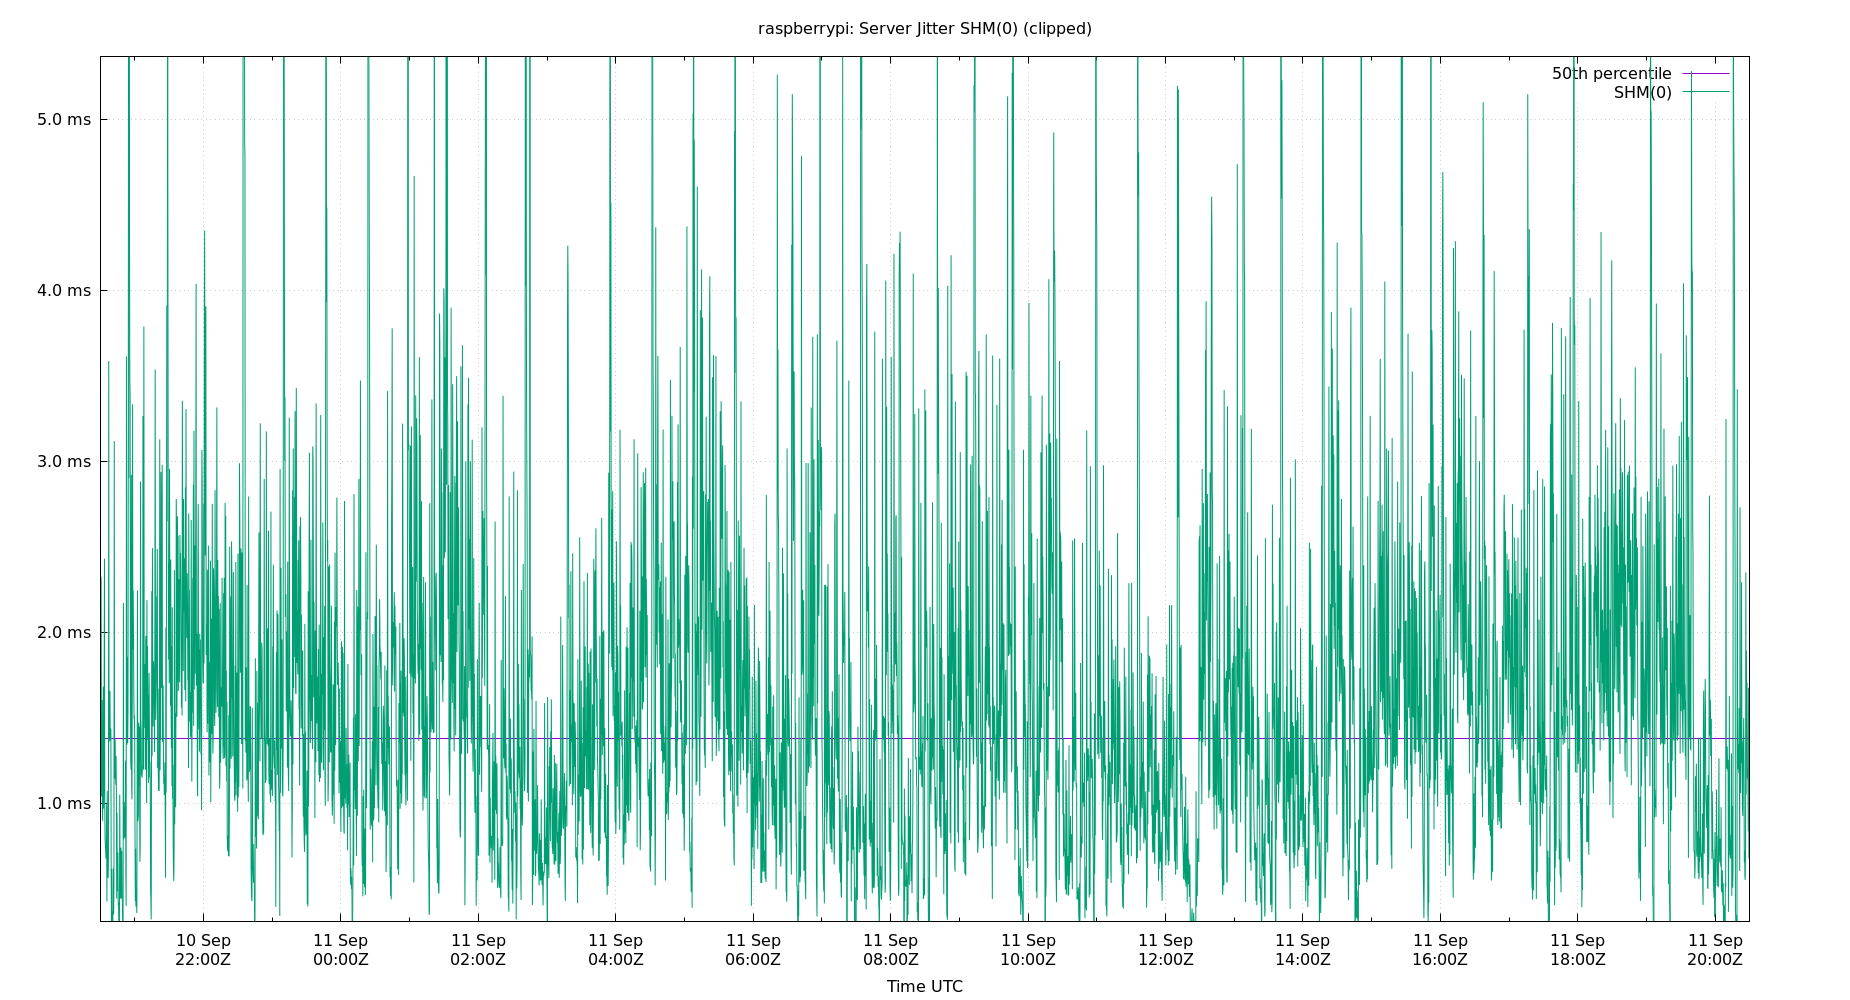 raspberrypi: Server Jitter SHM(0) (clipped)
50th percentile
SHM(0)
5.0 ms
4.0 ms
3.0 ms
2.0 ms
1.0 ms
10 Sep 11 Sep 11 Sep 11 Sep 11 Sep 11 Sep 11 Sep 11 Sep 11 Sep 11 Sep 11 Sep 11 Sep
22:00Z 00:00Z 02:00Z 04:00Z 06:00Z 08:00Z 10:00Z 12:00Z 14:00Z 16:00Z 18:00Z 20:00Z
Time UTC